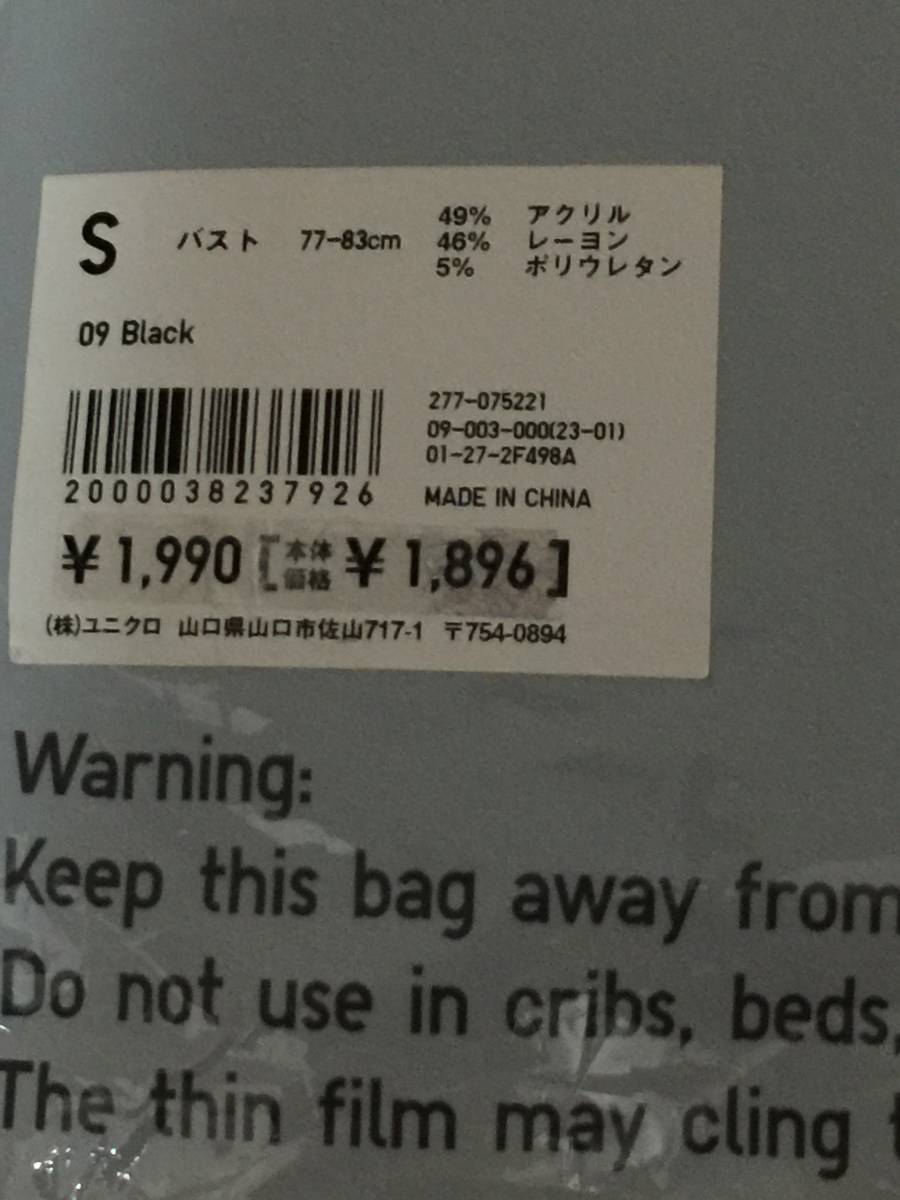 S バスト 77-83cm
49% アクリル
46% レーヨン
5% ポリウレタン
09 Black
277-075221
09-003-000(23-01)
01-27-2F498A
2000038237926
MADE IN CHINA
¥1,990 [本体価格 ¥1,896]
(株)ユニクロ 山口県山口市佐山717-1 〒754-0894
Warning:
Keep this bag away from
Do not use in cribs, beds,
The thin film may cling